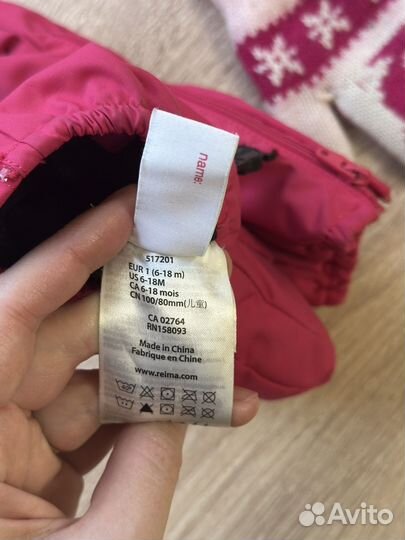 name:
517201
EUR 1 (6-18 m)
US 6-18M
CA 6-18 mois
CN 100/80mm(儿童)
CA 02764
RN158093
Made in China
Fabrique en Chine
www.reima.com
Avito